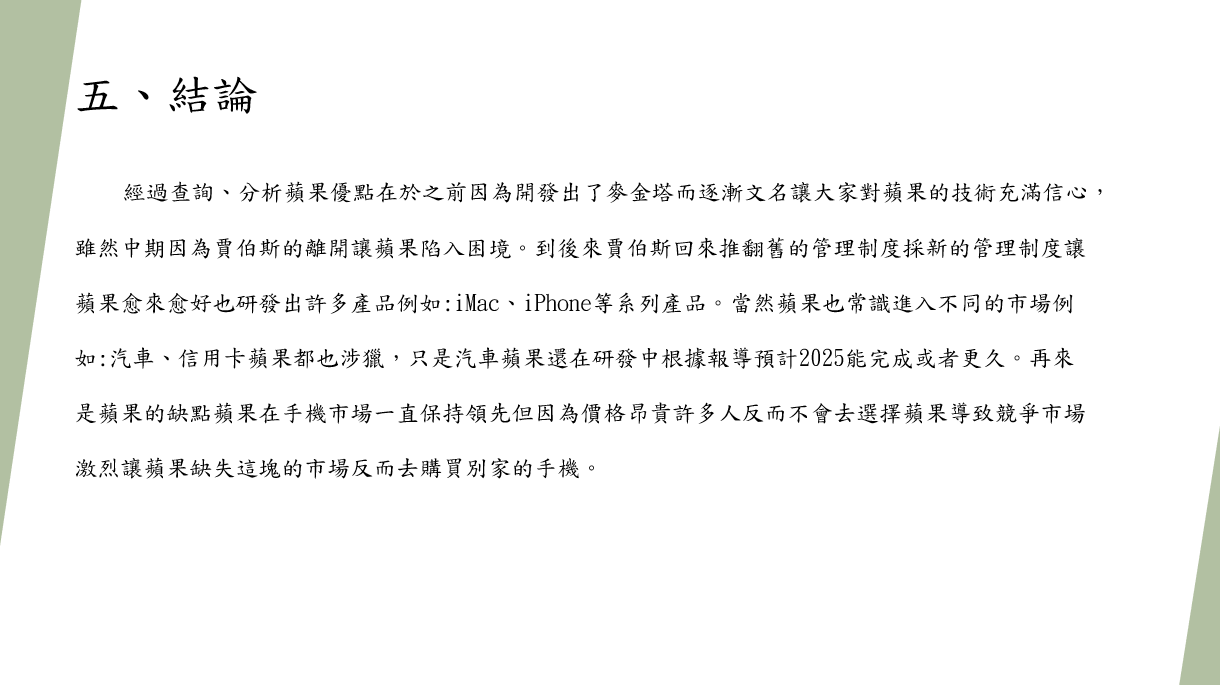 五、結論
經過查詢、分析蘋果優點在於之前因為開發出了麥金塔而逐漸文名讓大家對蘋果的技術充滿信心，
雖然中期因為賈伯斯的離開讓蘋果陷入困境。到後來賈伯斯回來推翻舊的管理制度採新的管理制度讓
蘋果愈來愈好也研發出許多產品例如:iMac、iPhone等系列產品。當然蘋果也常識進入不同的市場例
如:汽車、信用卡蘋果都也涉獵，只是汽車蘋果還在研發中根據報導預計2025能完成或者更久。再來
是蘋果的缺點蘋果在手機市場一直保持領先但因為價格昂貴許多人反而不會去選擇蘋果導致競爭市場
激烈讓蘋果缺失這塊的市場反而去購買別家的手機。